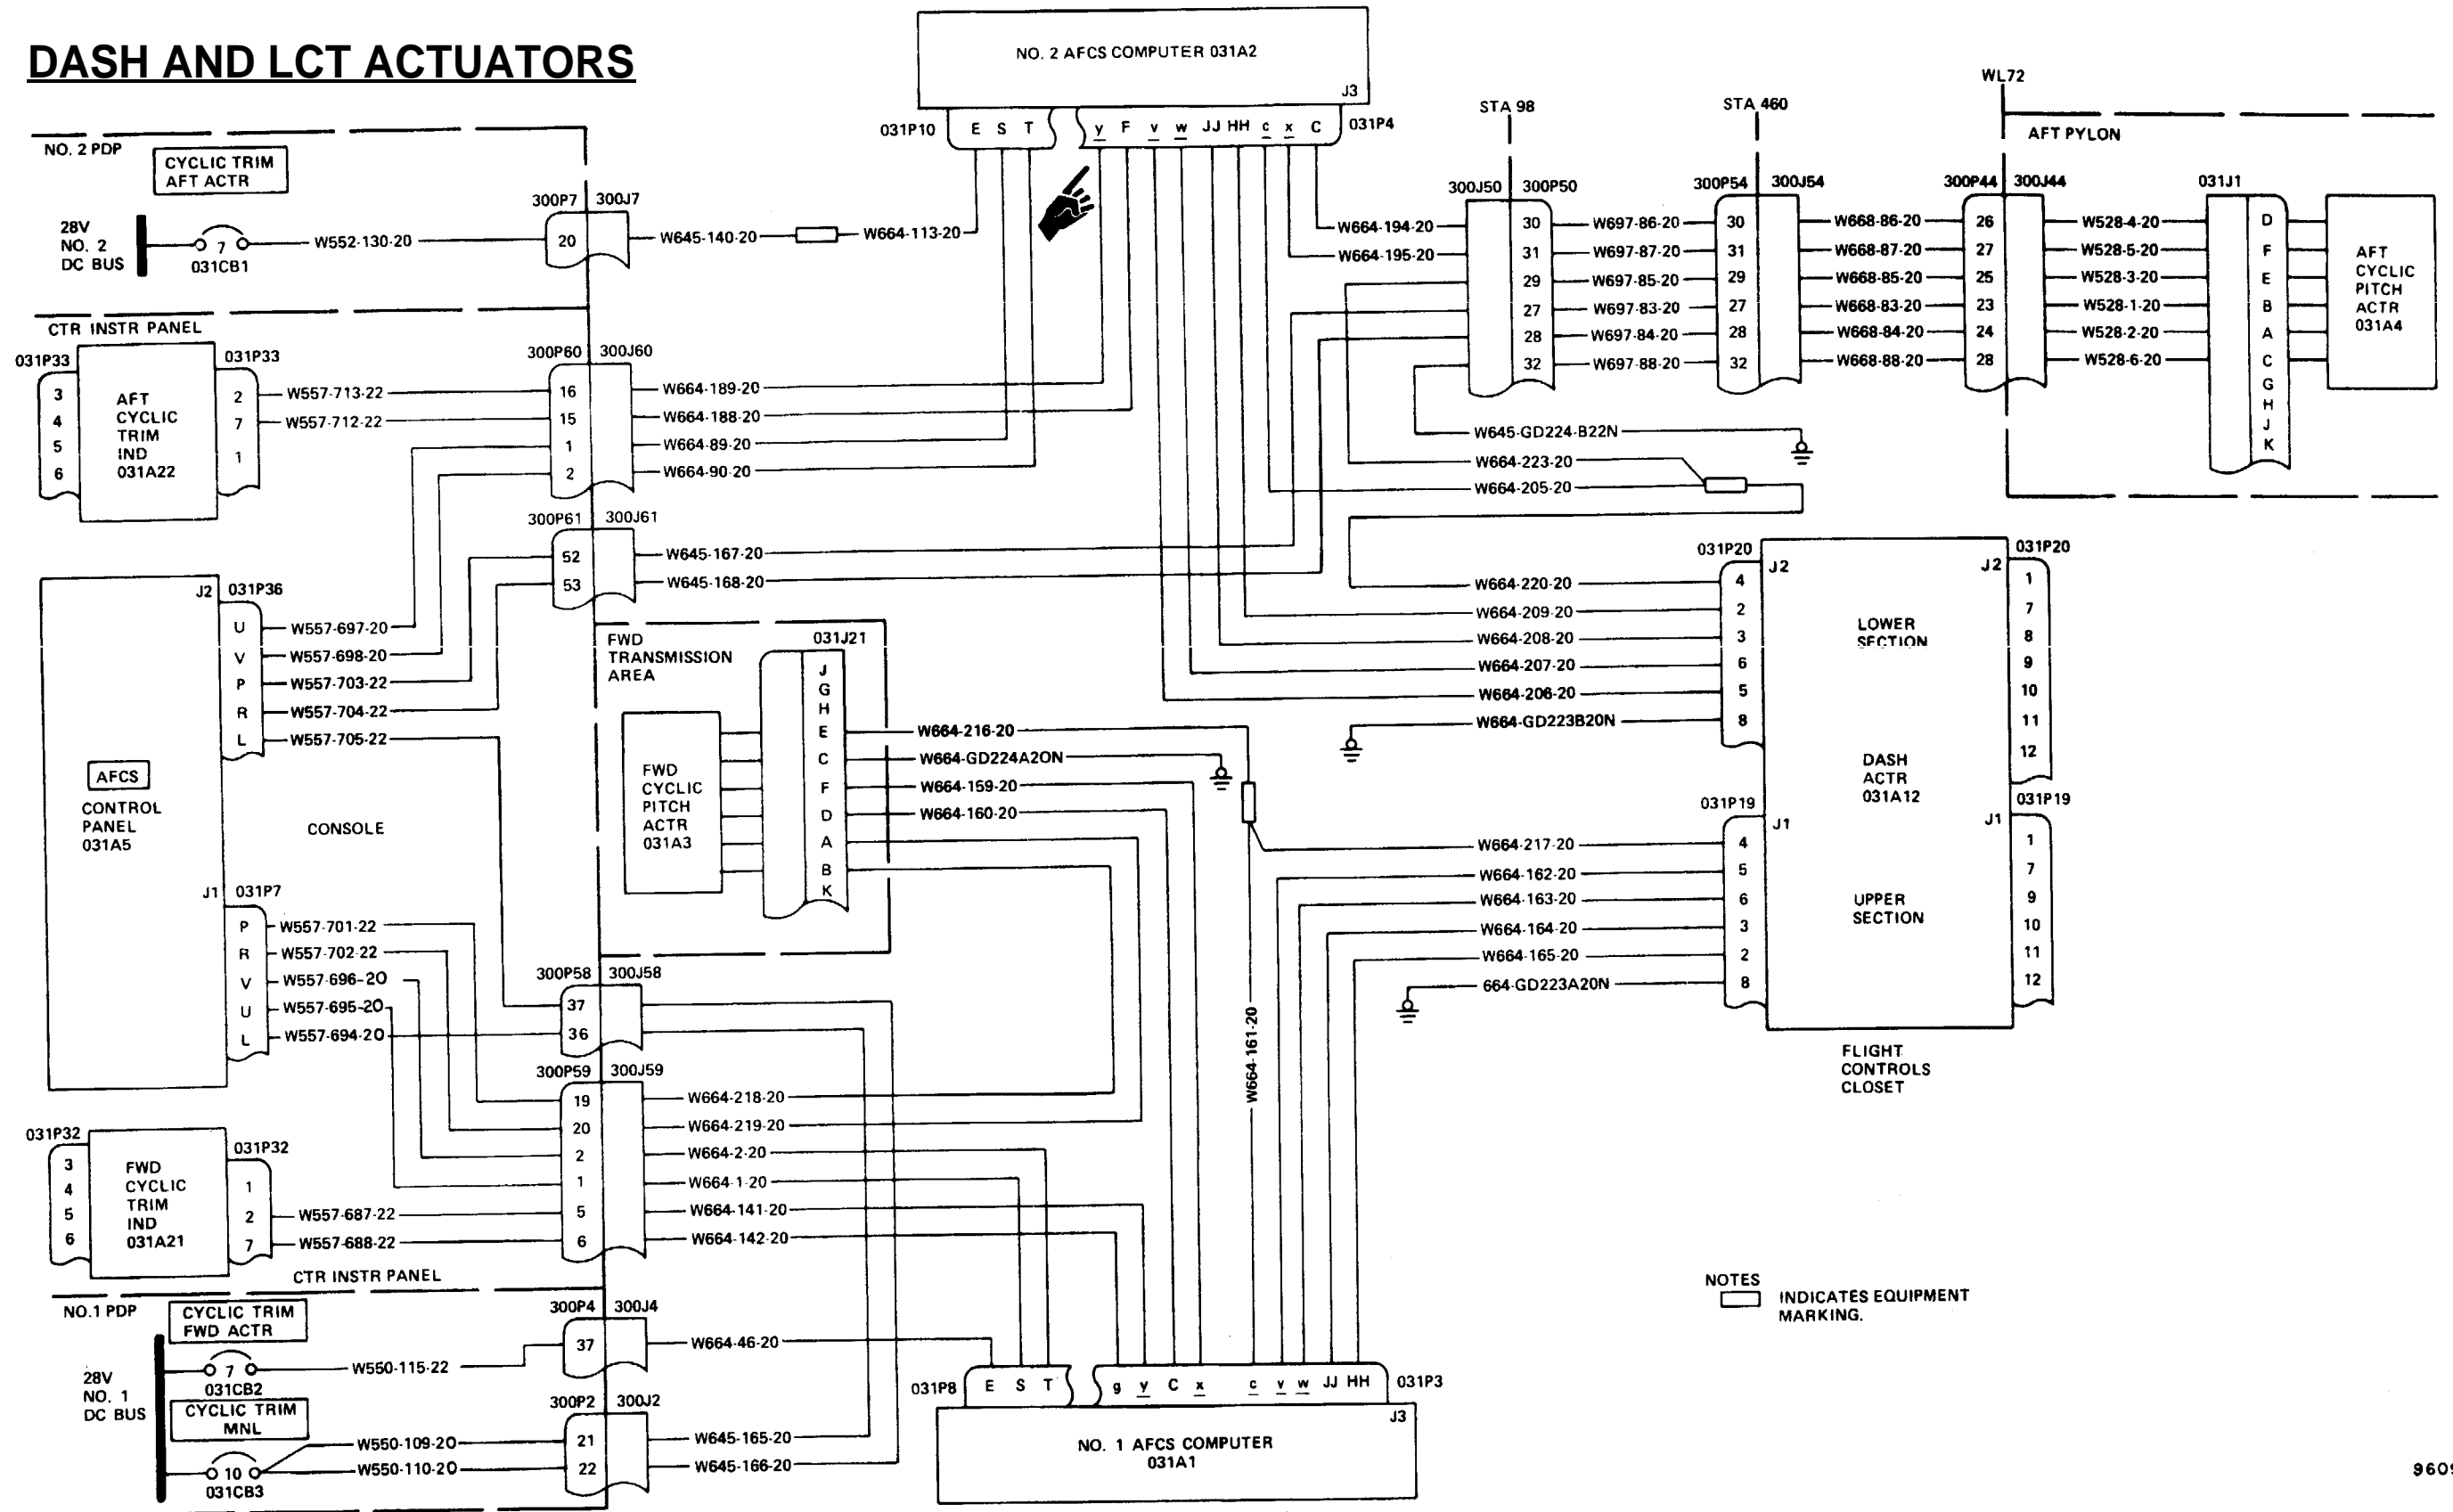 DASH AND LCT ACTUATORS
NO. 2 AFCS COMPUTER 031A2
J3
031P10 E S T y F v w JJ HH c x C 031P4
NO. 2 PDP
CYCLIC TRIM
AFT ACTR
28V
NO. 2
DC BUS
7
031CB1
W552-130-20
300P7 300J7
20
W645-140-20
W664-113-20
CTR INSTR PANEL
031P33
3
4
5
6
AFT
CYCLIC
TRIM
IND
031A22
031P33
2
7
1
W557-713-22
W557-712-22
300P60 300J60
16
15
1
2
W664-189-20
W664-188-20
W664-89-20
W664-90-20
300P61 300J61
52
53
W645-167-20
W645-168-20
STA 98
300J50 300P50
W664-194-20
W664-195-20
30
31
29
27
28
32
W697-86-20
W697-87-20
W697-85-20
W697-83-20
W697-84-20
W697-88-20
STA 460
300P54 300J54
30
31
29
27
28
32
W668-86-20
W668-87-20
W668-85-20
W668-83-20
W668-84-20
W668-88-20
WL72
AFT PYLON
300P44 300J44
26
27
25
23
24
28
W528-4-20
W528-5-20
W528-3-20
W528-1-20
W528-2-20
W528-6-20
031J1
D
F
E
B
A
C
G
H
J
K
AFT
CYCLIC
PITCH
ACTR
031A4
W645-GD224-B22N
W664-223-20
W664-205-20
W664-220-20
W664-209-20
W664-208-20
W664-207-20
W664-206-20
W664-GD223B20N
031P20
4
2
3
6
5
8
J2
J2
031P20
1
7
8
9
10
11
12
LOWER
SECTION
DASH
ACTR
031A12
031P19
J1
J1
031P19
W664-217-20
W664-162-20
W664-163-20
W664-164-20
W664-165-20
664-GD223A20N
4
5
6
3
2
8
UPPER
SECTION
1
7
9
10
11
12
FLIGHT
CONTROLS
CLOSET
J2 031P36
U
V
P
R
L
W557-697-20
W557-698-20
W557-703-22
W557-704-22
W557-705-22
AFCS
CONTROL
PANEL
031A5
CONSOLE
J1 031P7
P
R
V
U
L
W557-701-22
W557-702-22
W557-696-20
W557-695-20
W557-694-20
FWD
TRANSMISSION
AREA
031J21
J
G
H
E
C
F
D
A
B
K
FWD
CYCLIC
PITCH
ACTR
031A3
W664-216-20
W664-GD224A20N
W664-159-20
W664-160-20
W664-161-20
300P58 300J58
37
36
300P59 300J59
19
20
2
1
5
6
W664-218-20
W664-219-20
W664-2-20
W664-1-20
W664-141-20
W664-142-20
031P32
3
4
5
6
FWD
CYCLIC
TRIM
IND
031A21
031P32
1
2
7
W557-687-22
W557-688-22
CTR INSTR PANEL
NO.1 PDP
CYCLIC TRIM
FWD ACTR
28V
NO. 1
DC BUS
7
031CB2
W550-115-22
300P4 300J4
37
W664-46-20
CYCLIC TRIM
MNL
10
031CB3
W550-109-20
W550-110-20
300P2 300J2
21
22
W645-165-20
W645-166-20
031P8 E S T g y C x c v w JJ HH 031P3
J3
NO. 1 AFCS COMPUTER
031A1
NOTES
INDICATES EQUIPMENT
MARKING.